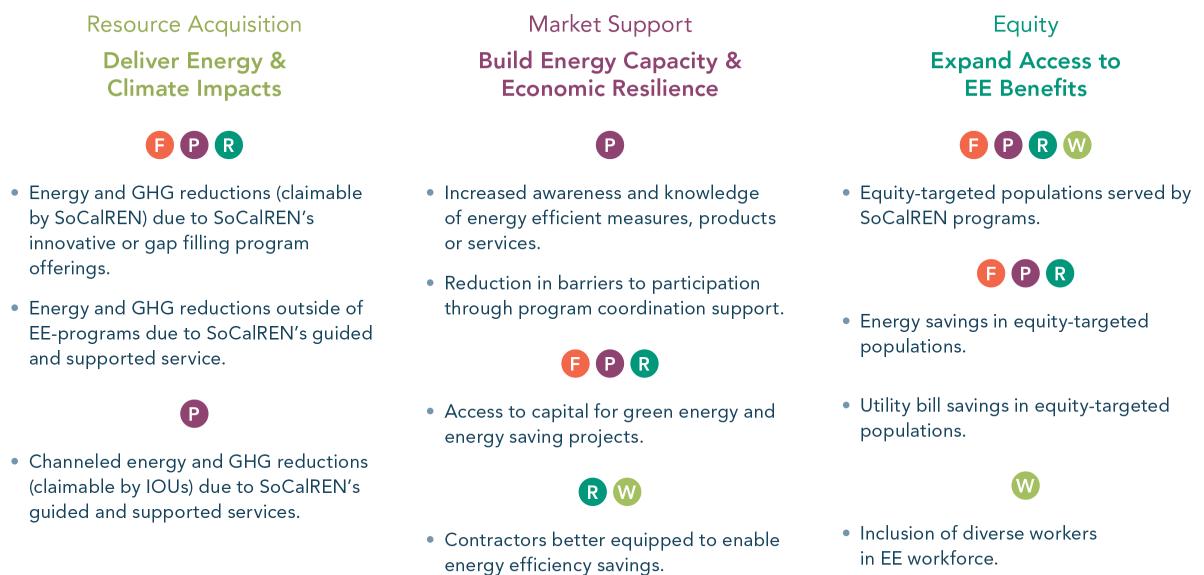 Resource Acquisition
Deliver Energy &
Climate Impacts
F P R
• Energy and GHG reductions (claimable
by SoCalREN) due to SoCalREN's
innovative or gap filling program
offerings.
• Energy and GHG reductions outside of
EE-programs due to SoCalREN's guided
and supported service.
P
• Channeled energy and GHG reductions
(claimable by IOUs) due to SoCalREN's
guided and supported services.
Market Support
Build Energy Capacity &
Economic Resilience
P
• Increased awareness and knowledge
of energy efficient measures, products
or services.
• Reduction in barriers to participation
through program coordination support.
F P R
• Access to capital for green energy and
energy saving projects.
R W
• Contractors better equipped to enable
energy efficiency savings.
Equity
Expand Access to
EE Benefits
F P R W
• Equity-targeted populations served by
SoCalREN programs.
F P R
• Energy savings in equity-targeted
populations.
• Utility bill savings in equity-targeted
populations.
W
• Inclusion of diverse workers
in EE workforce.